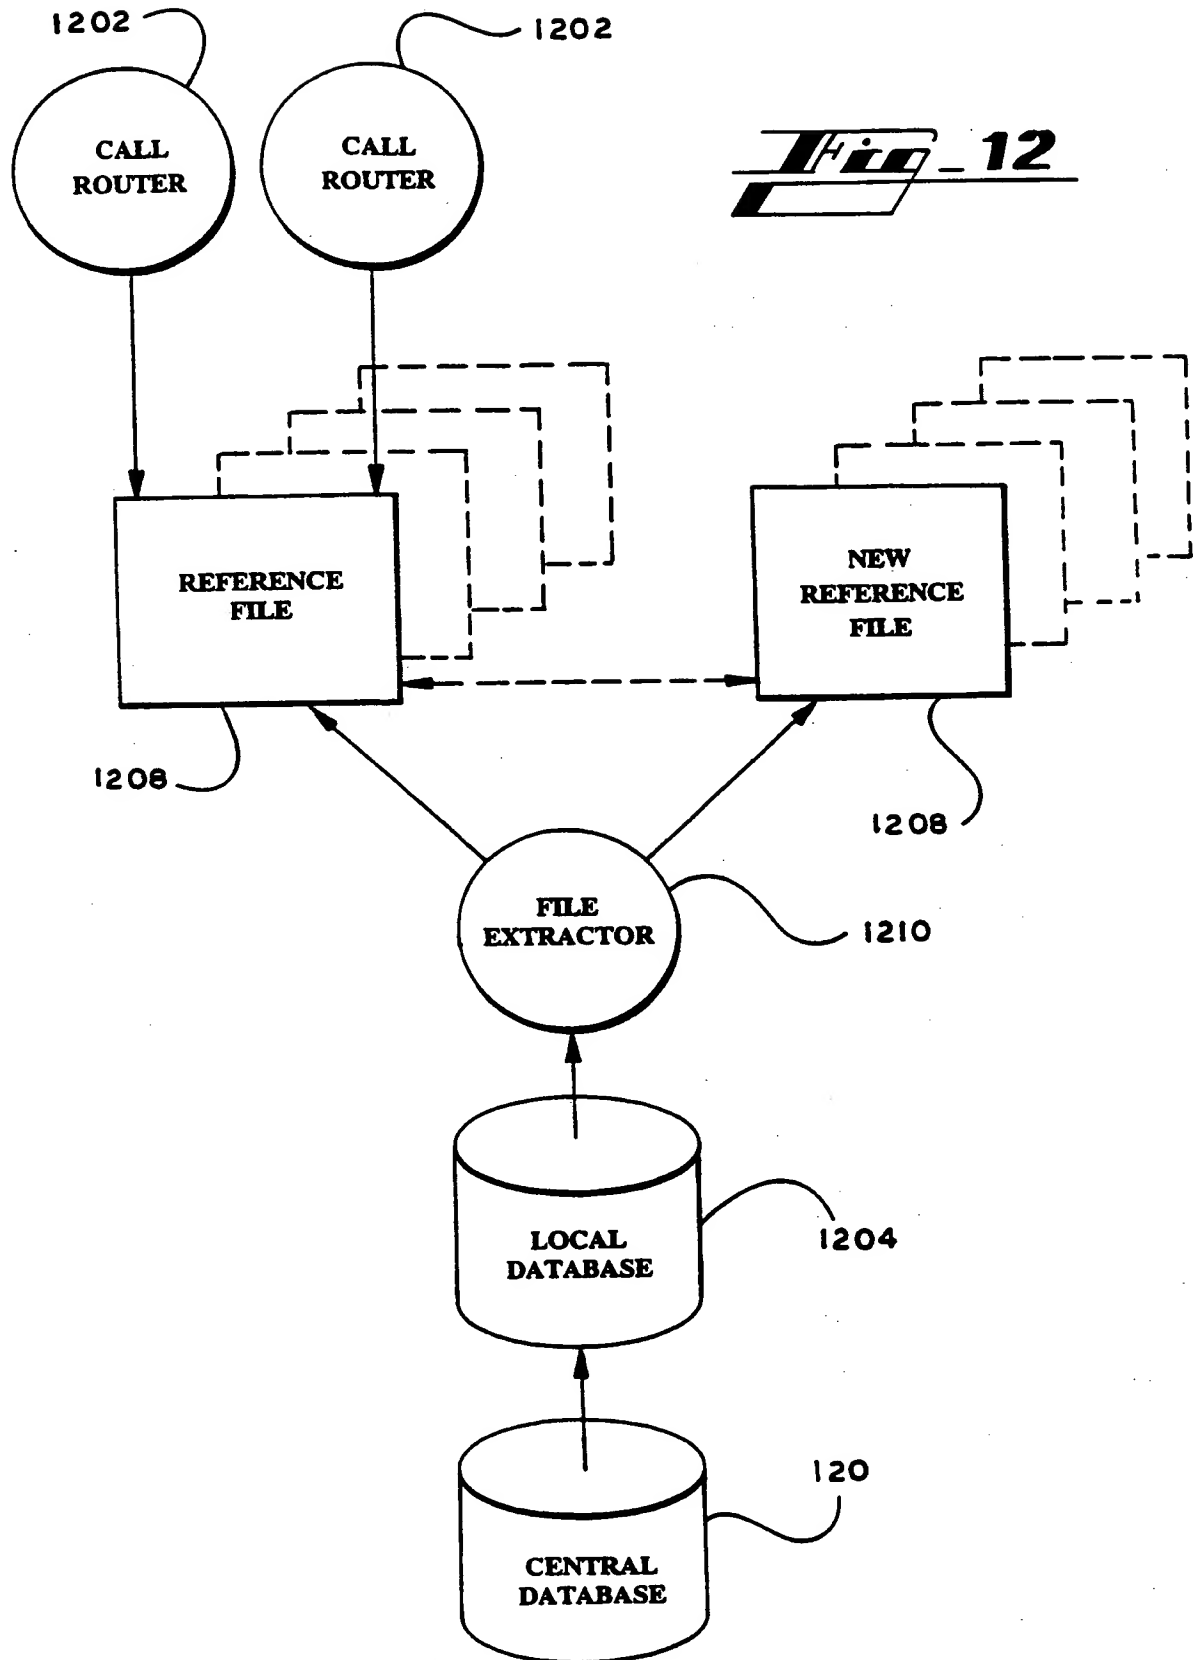 1202
1202
CALL
ROUTER
CALL
ROUTER
Fig_12
REFERENCE
FILE
NEW
REFERENCE
FILE
1208
1208
FILE
EXTRACTOR
1210
LOCAL
DATABASE
1204
120
CENTRAL
DATABASE